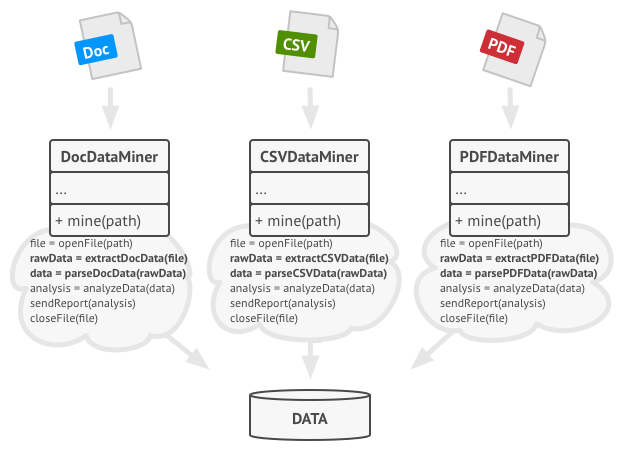 Doc
CSV
PDF
DocDataMiner
...
+ mine(path)
file = openFile(path)
rawData = extractDocData(file)
data = parseDocData(rawData)
analysis = analyzeData(data)
sendReport(analysis)
closeFile(file)
CSVDataMiner
...
+ mine(path)
file = openFile(path)
rawData = extractCSVData(file)
data = parseCSVData(rawData)
analysis = analyzeData(data)
sendReport(analysis)
closeFile(file)
PDFDataMiner
...
+ mine(path)
file = openFile(path)
rawData = extractPDFData(file)
data = parsePDFData(rawData)
analysis = analyzeData(data)
sendReport(analysis)
closeFile(file)
DATA